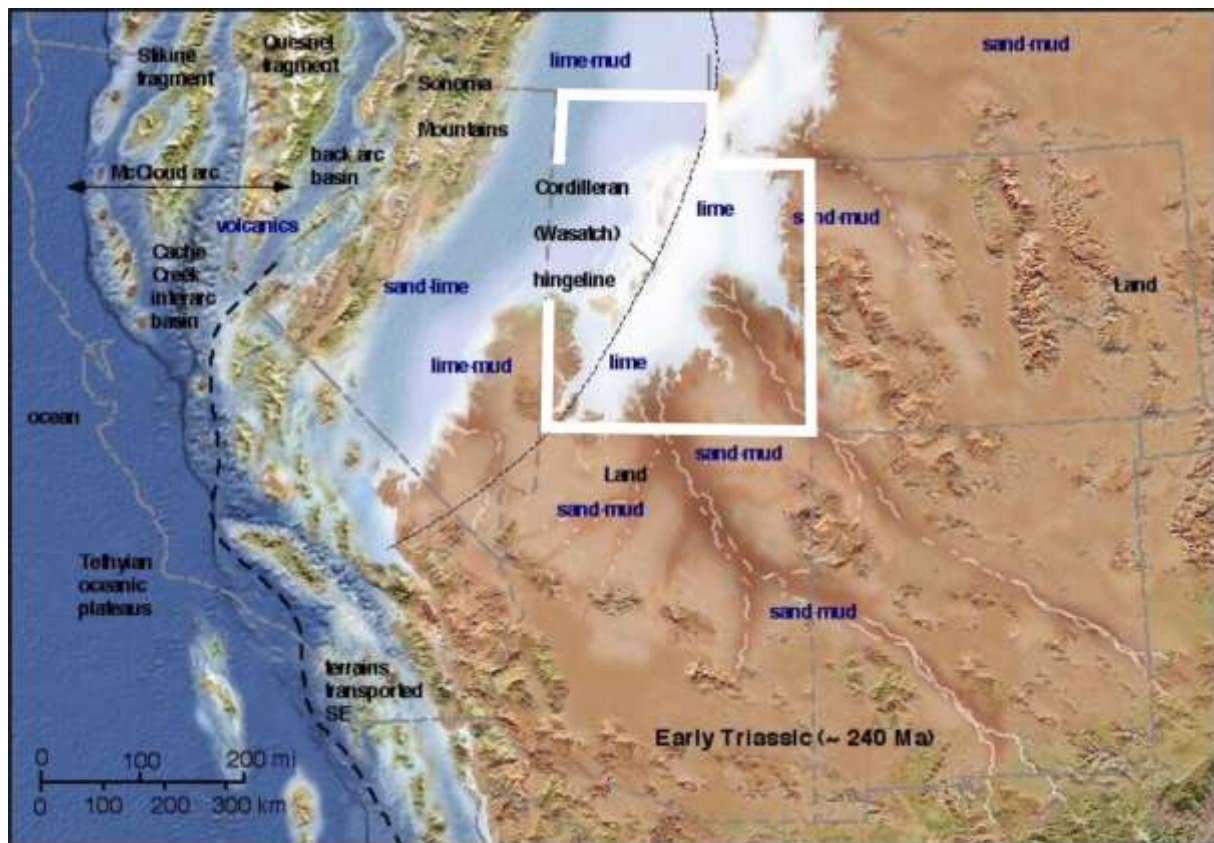 Stikine
fragment
Quesnel
fragment
lime-mud
sand-mud
Sonoma
Mountains
McCloud arc
back arc
basin
volcanics
Cordilleran
(Wasatch)
hingeline
lime
sand-mud
Land
Cache
Creek
interarc
basin
sand-lime
lime-mud
lime
ocean
sand-mud
Land
sand-mud
Tethyian
oceanic
plateaus
sand-mud
terrains
transported
SE
Early Triassic (~ 240 Ma)
0 100 200 mi
0 100 200 300 km